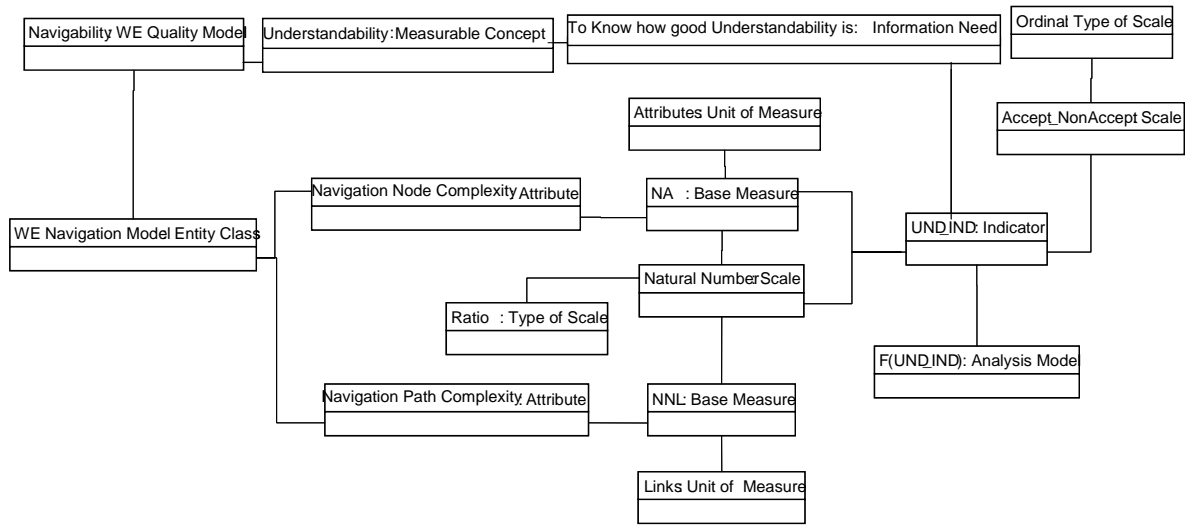 Navigability: WE Quality Model
Understandability: Measurable Concept
To Know how good Understandability is: Information Need
Ordinal: Type of Scale
Attributes: Unit of Measure
Accept_NonAccept: Scale
Navigation Node Complexity: Attribute
NA : Base Measure
WE Navigation Model Entity Class
UND_IND: Indicator
Natural Number: Scale
Ratio : Type of Scale
F(UND_IND): Analysis Model
Navigation Path Complexity: Attribute
NNL: Base Measure
Links: Unit of Measure